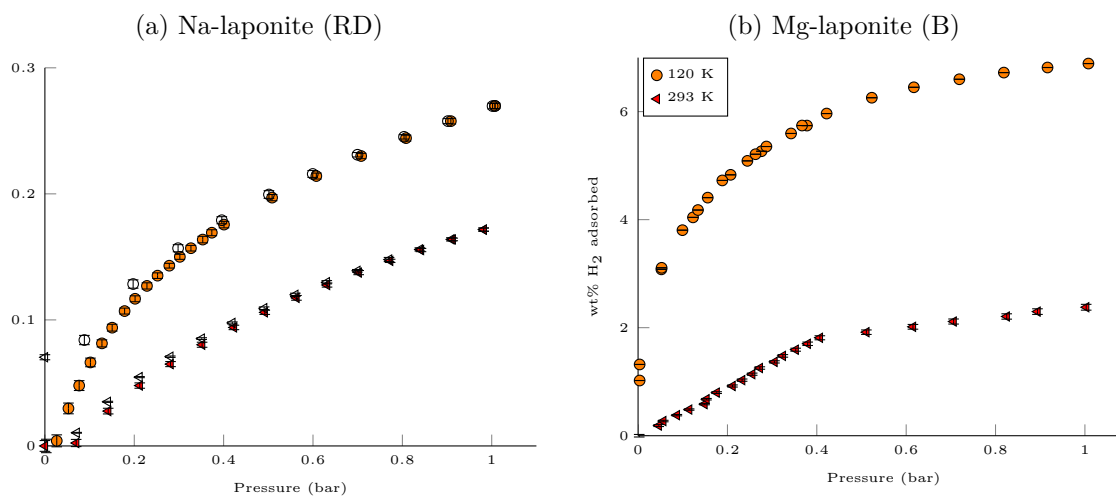 (a) Na-laponite (RD)
0.3
0.2
0.1
0
0
0.2
0.4
0.6
0.8
1
Pressure (bar)
(b) Mg-laponite (B)
120 K
293 K
wt% H2 adsorbed
6
4
2
0
0
0.2
0.4
0.6
0.8
1
Pressure (bar)